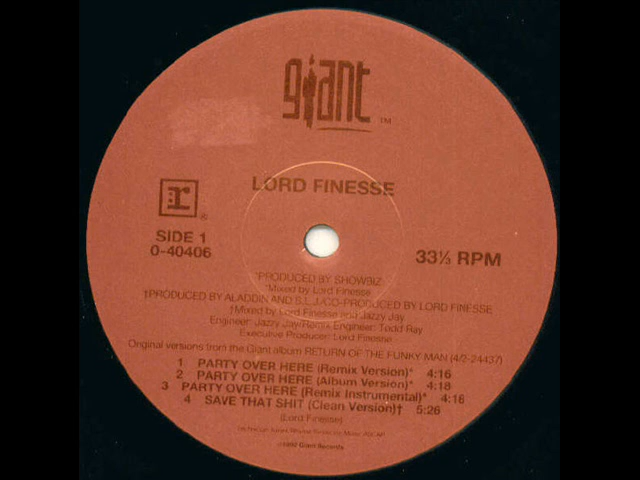 giant
TM
LORD FINESSE
r
®
SIDE 1
0-40406
33⅓ RPM
*PRODUCED BY SHOWBIZ
*Mixed by Lord Finesse
†PRODUCED BY ALADDIN AND S.L.J./CO-PRODUCED BY LORD FINESSE
†Mixed by Lord Finesse and Jazzy Jay
Engineer: Jazzy Jay/Remix Engineer: Todd Ray
Executive Producer: Lord Finesse
Original versions from the Giant album RETURN OF THE FUNKY MAN (4/2-24437)
1 PARTY OVER HERE (Remix Version)* 4:16
2 PARTY OVER HERE (Album Version)* 4:18
3 PARTY OVER HERE (Remix Instrumental)* 4:16
4 SAVE THAT SHIT (Clean Version)† 5:26
(Lord Finesse)
Music ASCAP
1992 Giant Records